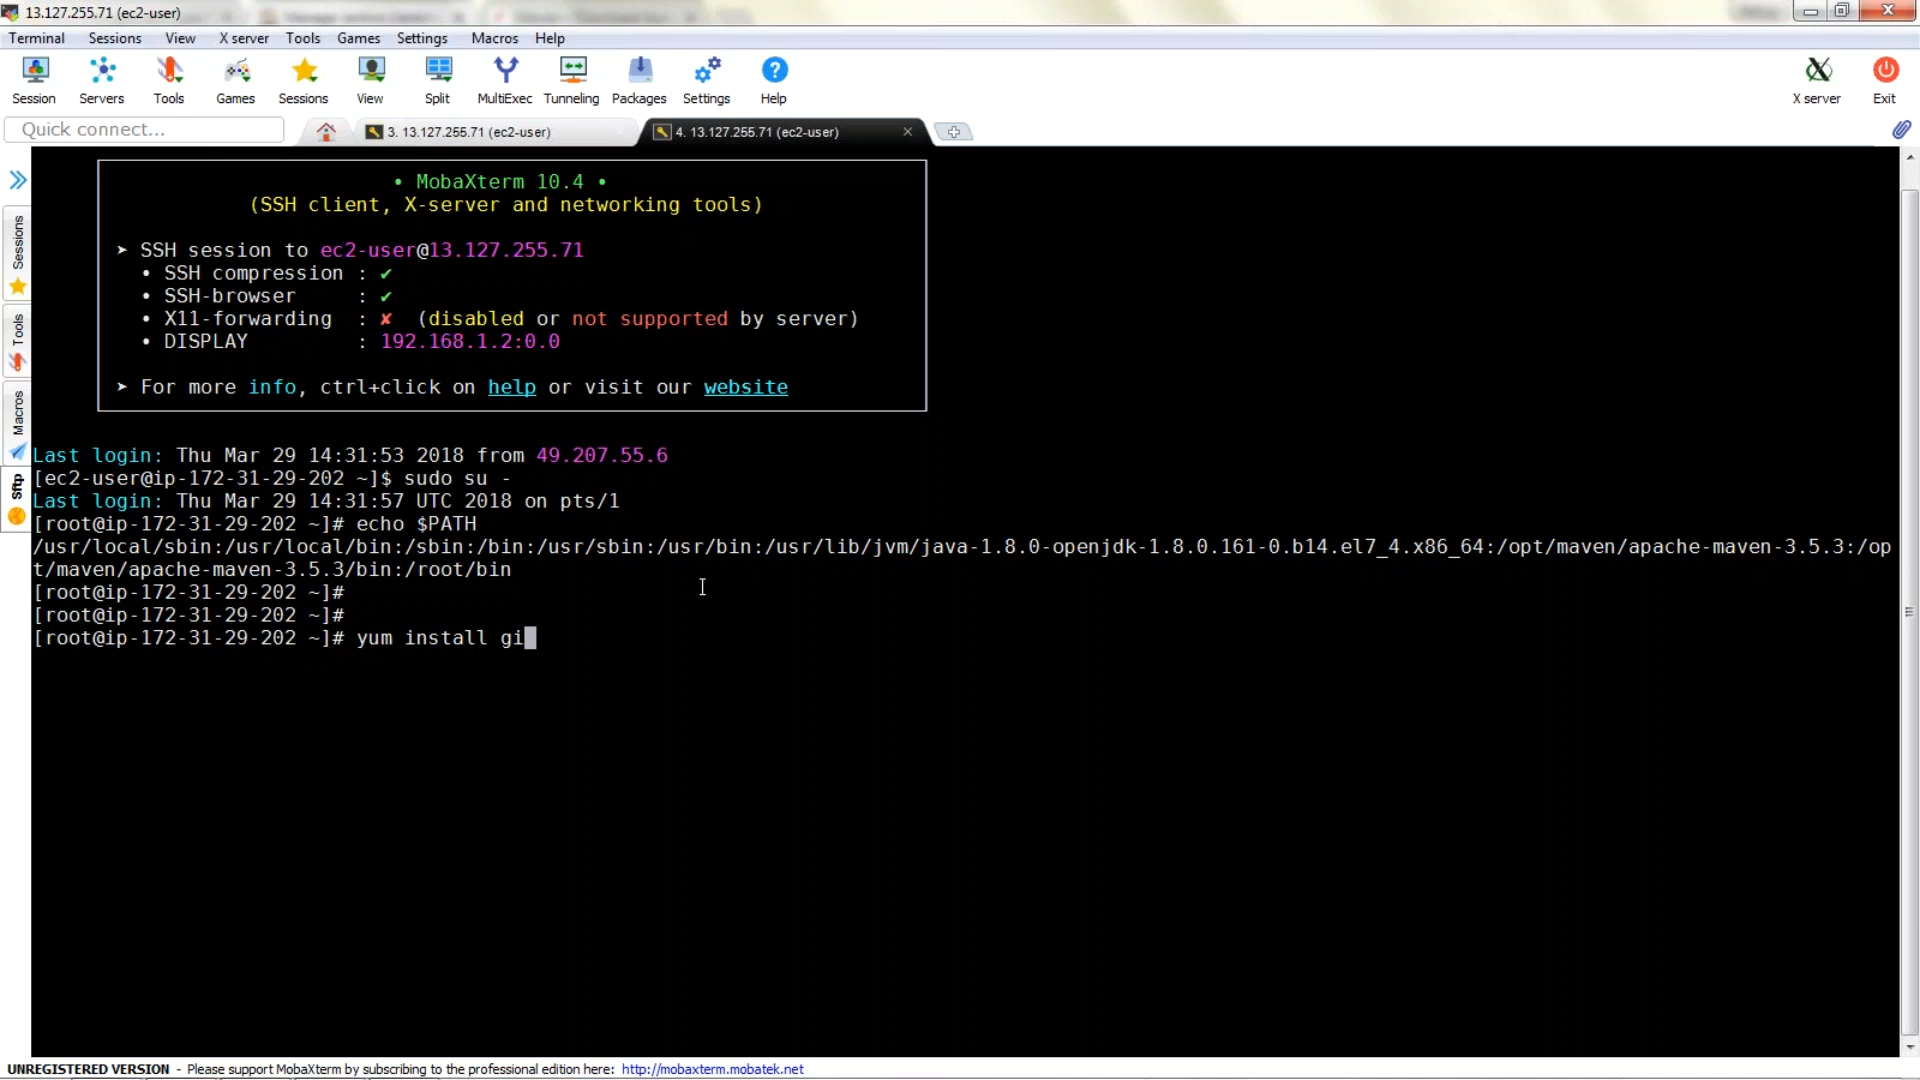 13.127.255.71 (ec2-user)
Terminal Sessions View X server Tools Games Settings Macros Help
Session Servers Tools Games Sessions View Split MultiExec Tunneling Packages Settings Help X server Exit
Quick connect... 3. 13.127.255.71 (ec2-user) 4. 13.127.255.71 (ec2-user)
Sessions
Tools
Macros
Sftp
• MobaXterm 10.4 •
(SSH client, X-server and networking tools)
➤ SSH session to ec2-user@13.127.255.71
• SSH compression : ✔
• SSH-browser : ✔
• X11-forwarding : ✘ (disabled or not supported by server)
• DISPLAY : 192.168.1.2:0.0
➤ For more info, ctrl+click on help or visit our website
Last login: Thu Mar 29 14:31:53 2018 from 49.207.55.6
[ec2-user@ip-172-31-29-202 ~]$ sudo su -
Last login: Thu Mar 29 14:31:57 UTC 2018 on pts/1
[root@ip-172-31-29-202 ~]# echo $PATH
/usr/local/sbin:/usr/local/bin:/sbin:/bin:/usr/sbin:/usr/bin:/usr/lib/jvm/java-1.8.0-openjdk-1.8.0.161-0.b14.el7_4.x86_64:/opt/maven/apache-maven-3.5.3:/op
t/maven/apache-maven-3.5.3/bin:/root/bin
[root@ip-172-31-29-202 ~]#
[root@ip-172-31-29-202 ~]#
[root@ip-172-31-29-202 ~]# yum install gi
UNREGISTERED VERSION - Please support MobaXterm by subscribing to the professional edition here: http://mobaxterm.mobatek.net